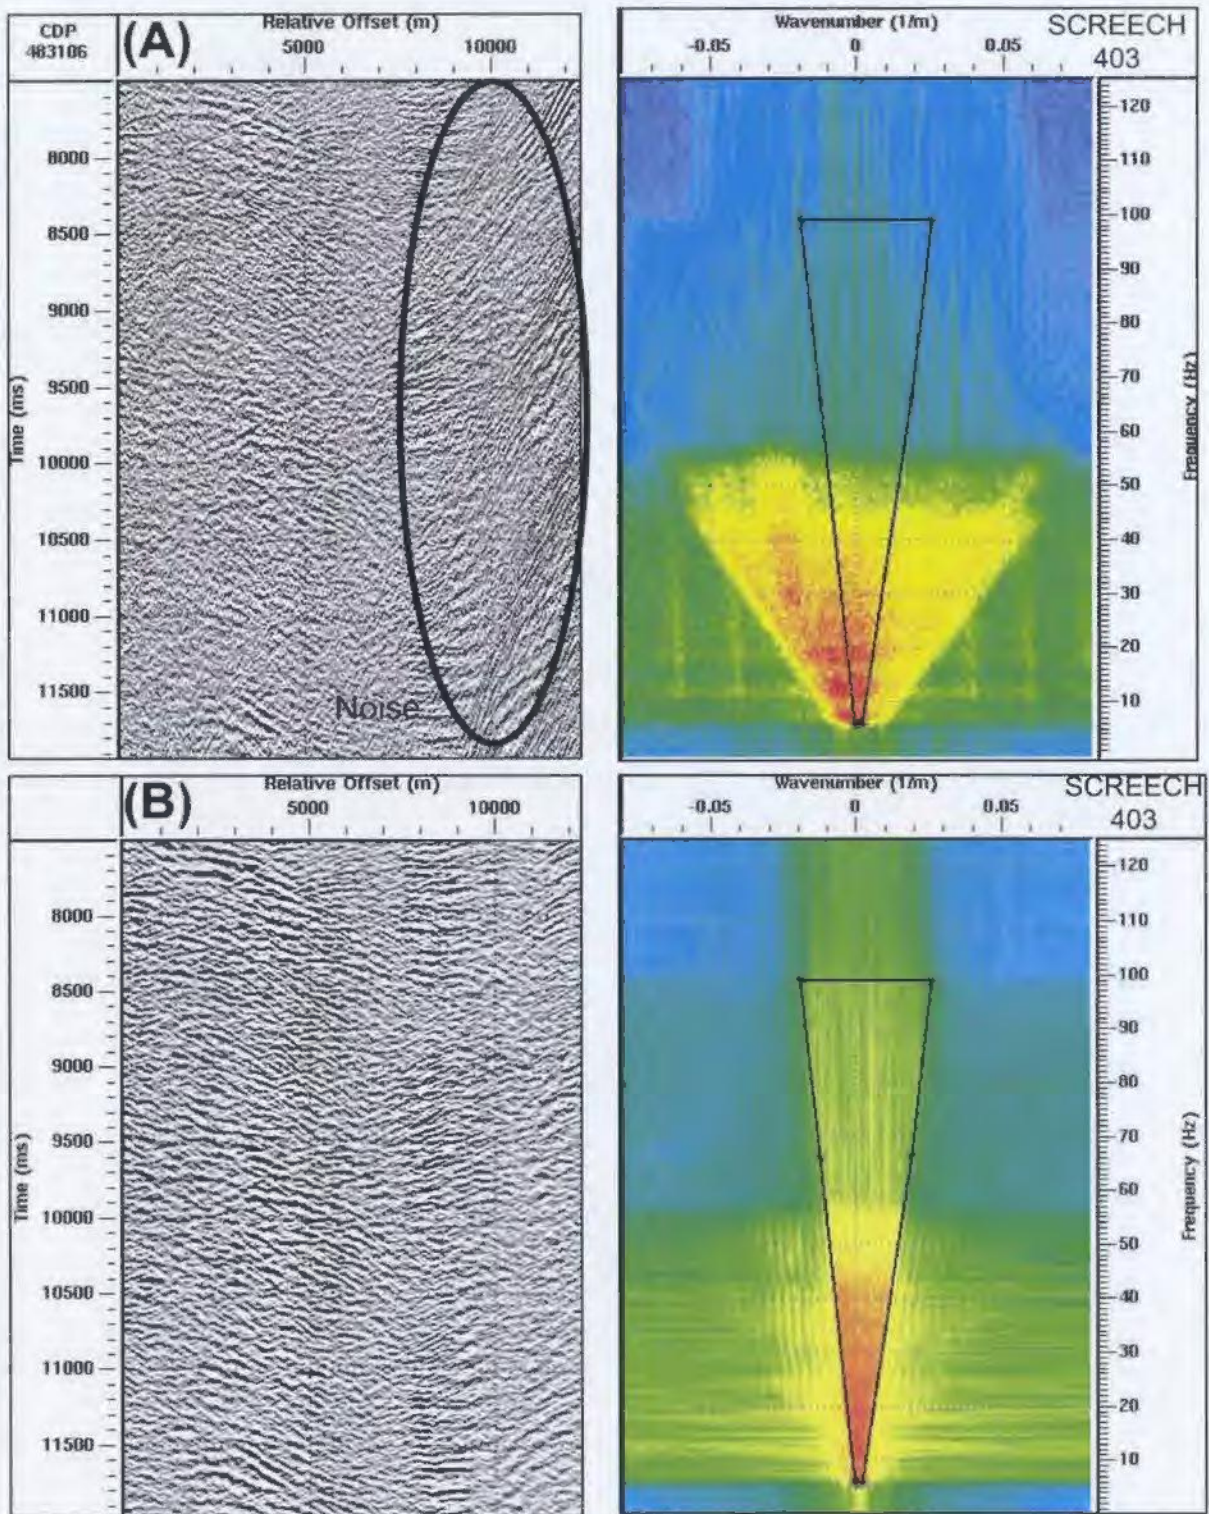 CDP
483106
(A)
Relative Offset (m)
5000 10000
Time (ms)
8000
8500
9000
9500
10000
10500
11000
11500
Noise
Wavenumber (1/m)
-0.05 0 0.05
SCREECH
403
Frequency (Hz)
120
110
100
90
80
70
60
50
40
30
20
10
(B)
Relative Offset (m)
5000 10000
Time (ms)
8000
8500
9000
9500
10000
10500
11000
11500
Wavenumber (1/m)
-0.05 0 0.05
SCREECH
403
Frequency (Hz)
120
110
100
90
80
70
60
50
40
30
20
10